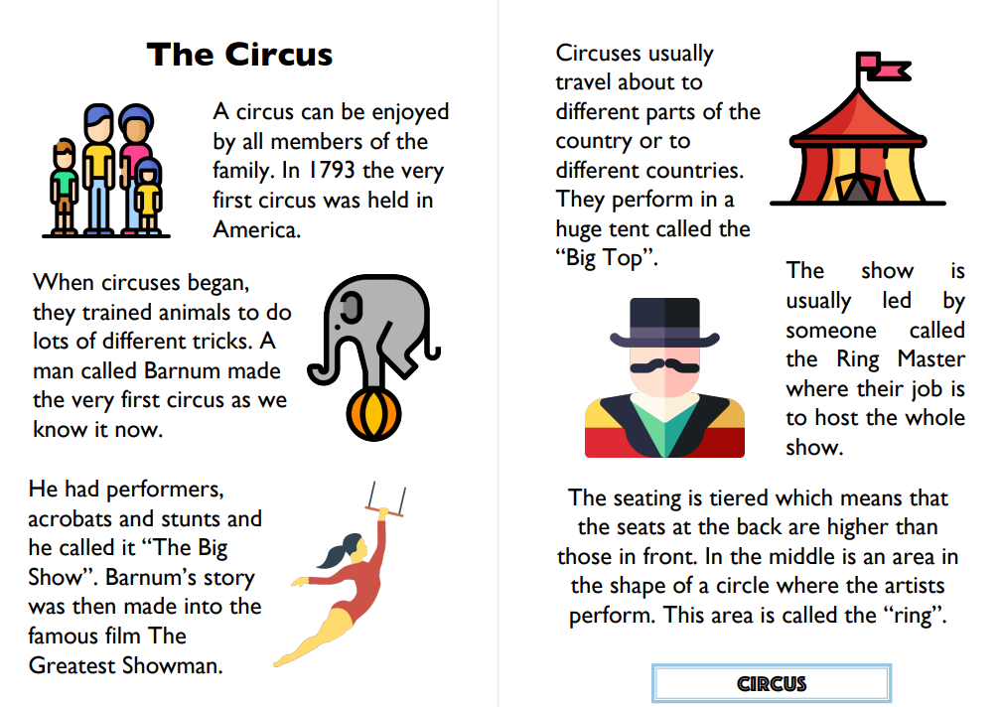 The Circus
A circus can be enjoyed
by all members of the
family. In 1793 the very
first circus was held in
America.
When circuses began,
they trained animals to do
lots of different tricks. A
man called Barnum made
the very first circus as we
know it now.
He had performers,
acrobats and stunts and
he called it “The Big
Show”. Barnum’s story
was then made into the
famous film The
Greatest Showman.
Circuses usually
travel about to
different parts of the
country or to
different countries.
They perform in a
huge tent called the
“Big Top”.
The show is
usually led by
someone called
the Ring Master
where their job is
to host the whole
show.
The seating is tiered which means that
the seats at the back are higher than
those in front. In the middle is an area in
the shape of a circle where the artists
perform. This area is called the “ring”.
CIRCUS